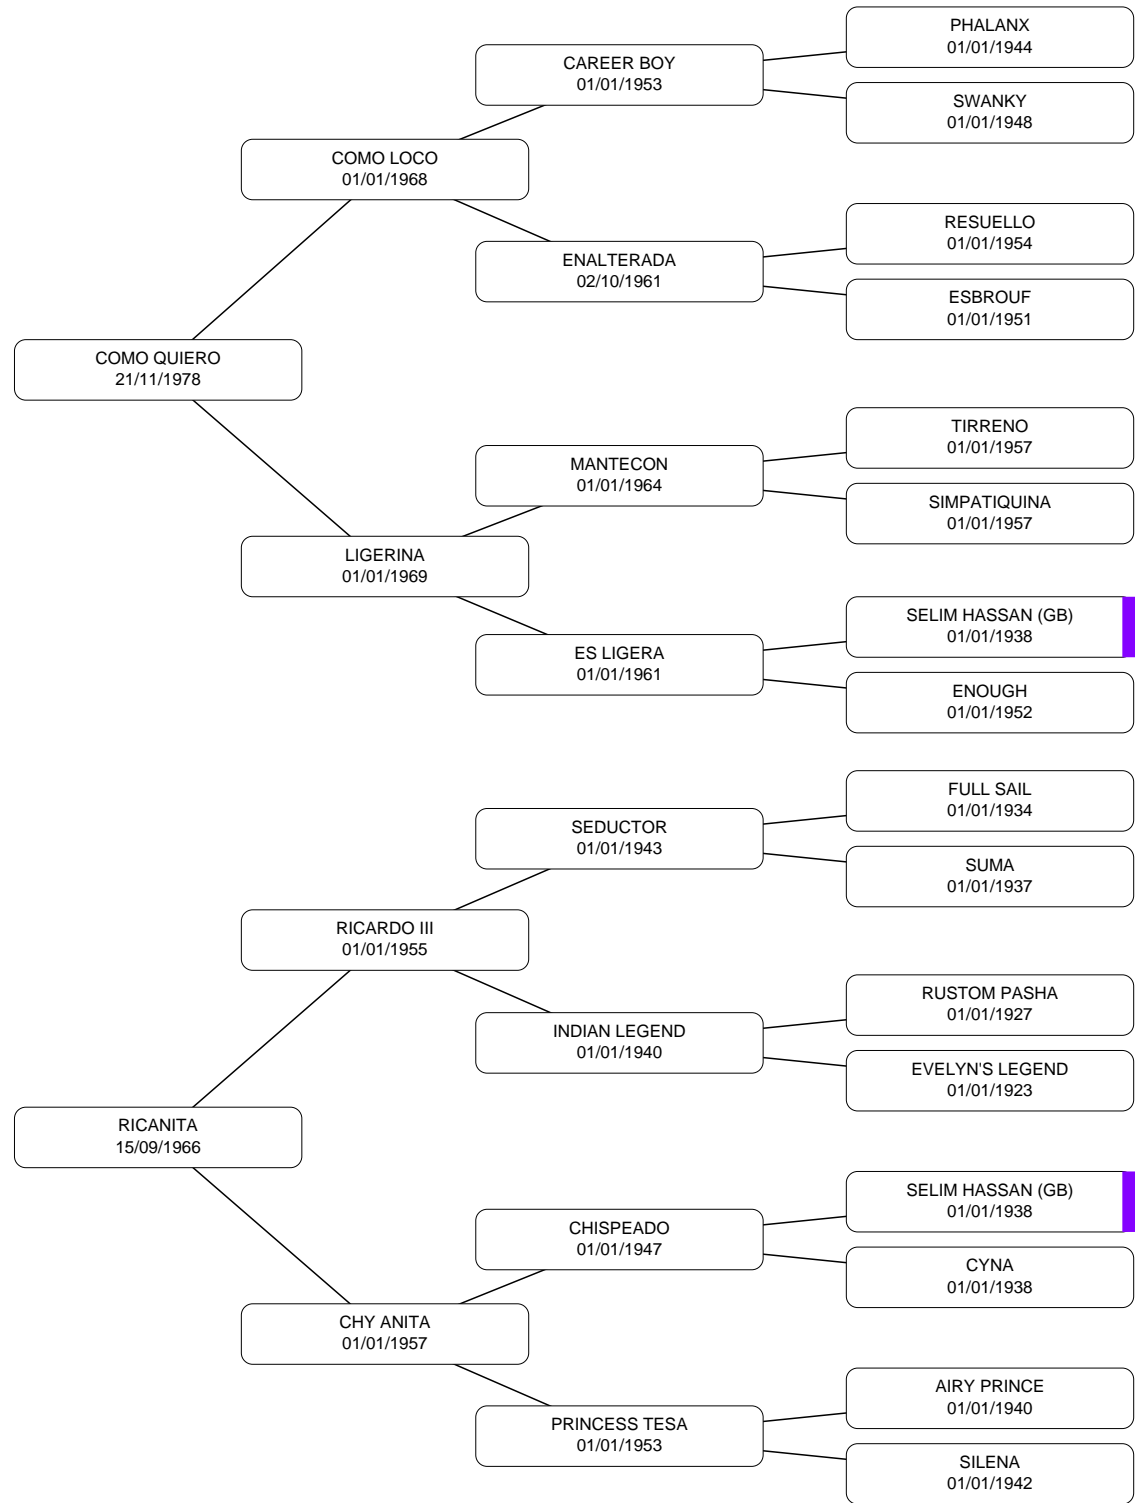 PHALANX
01/01/1944
CAREER BOY
01/01/1953
SWANKY
01/01/1948
COMO LOCO
01/01/1968
RESUELLO
01/01/1954
ENALTERADA
02/10/1961
ESBROUF
01/01/1951
COMO QUIERO
21/11/1978
TIRRENO
01/01/1957
MANTECON
01/01/1964
SIMPATIQUINA
01/01/1957
LIGERINA
01/01/1969
SELIM HASSAN (GB)
01/01/1938
ES LIGERA
01/01/1961
ENOUGH
01/01/1952
FULL SAIL
01/01/1934
SEDUCTOR
01/01/1943
SUMA
01/01/1937
RICARDO III
01/01/1955
RUSTOM PASHA
01/01/1927
INDIAN LEGEND
01/01/1940
EVELYN'S LEGEND
01/01/1923
RICANITA
15/09/1966
SELIM HASSAN (GB)
01/01/1938
CHISPEADO
01/01/1947
CYNA
01/01/1938
CHY ANITA
01/01/1957
AIRY PRINCE
01/01/1940
PRINCESS TESA
01/01/1953
SILENA
01/01/1942